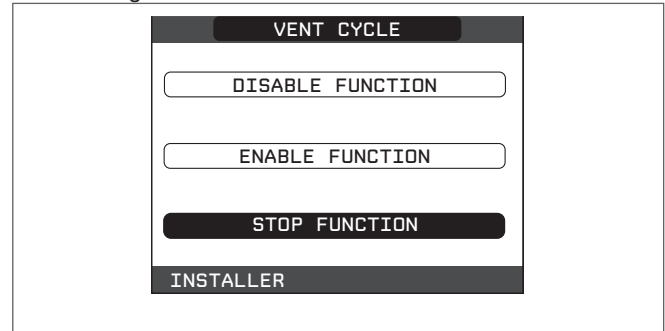 VENT CYCLE
DISABLE FUNCTION
ENABLE FUNCTION
STOP FUNCTION
INSTALLER